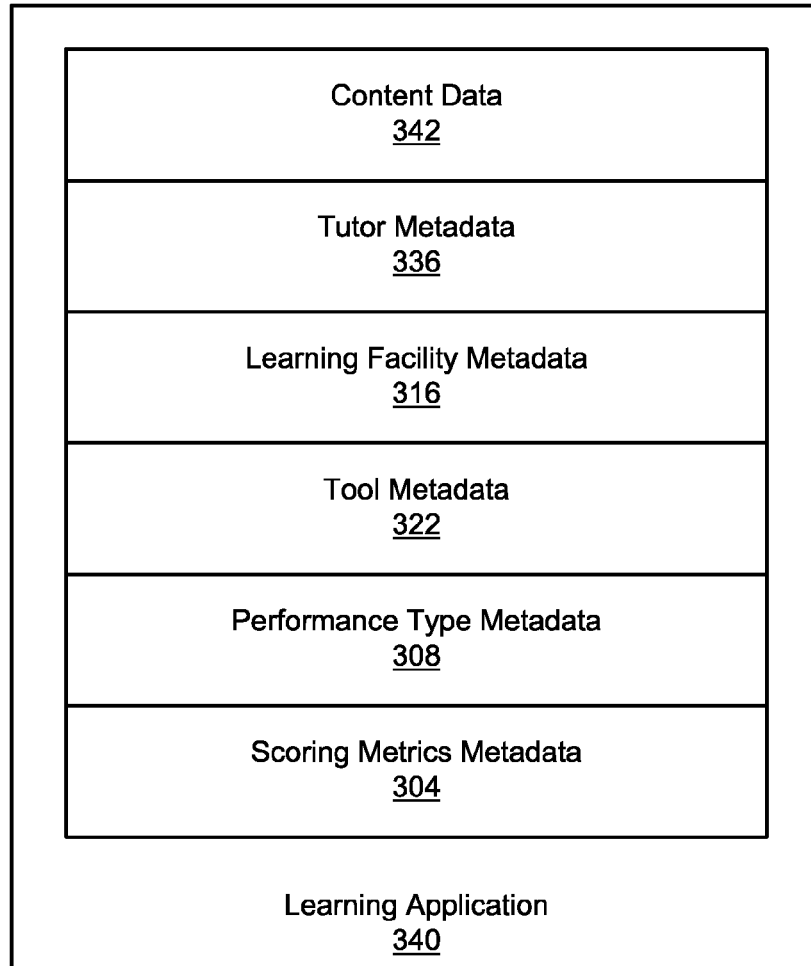 Content Data
342
Tutor Metadata
336
Learning Facility Metadata
316
Tool Metadata
322
Performance Type Metadata
308
Scoring Metrics Metadata
304
Learning Application
340